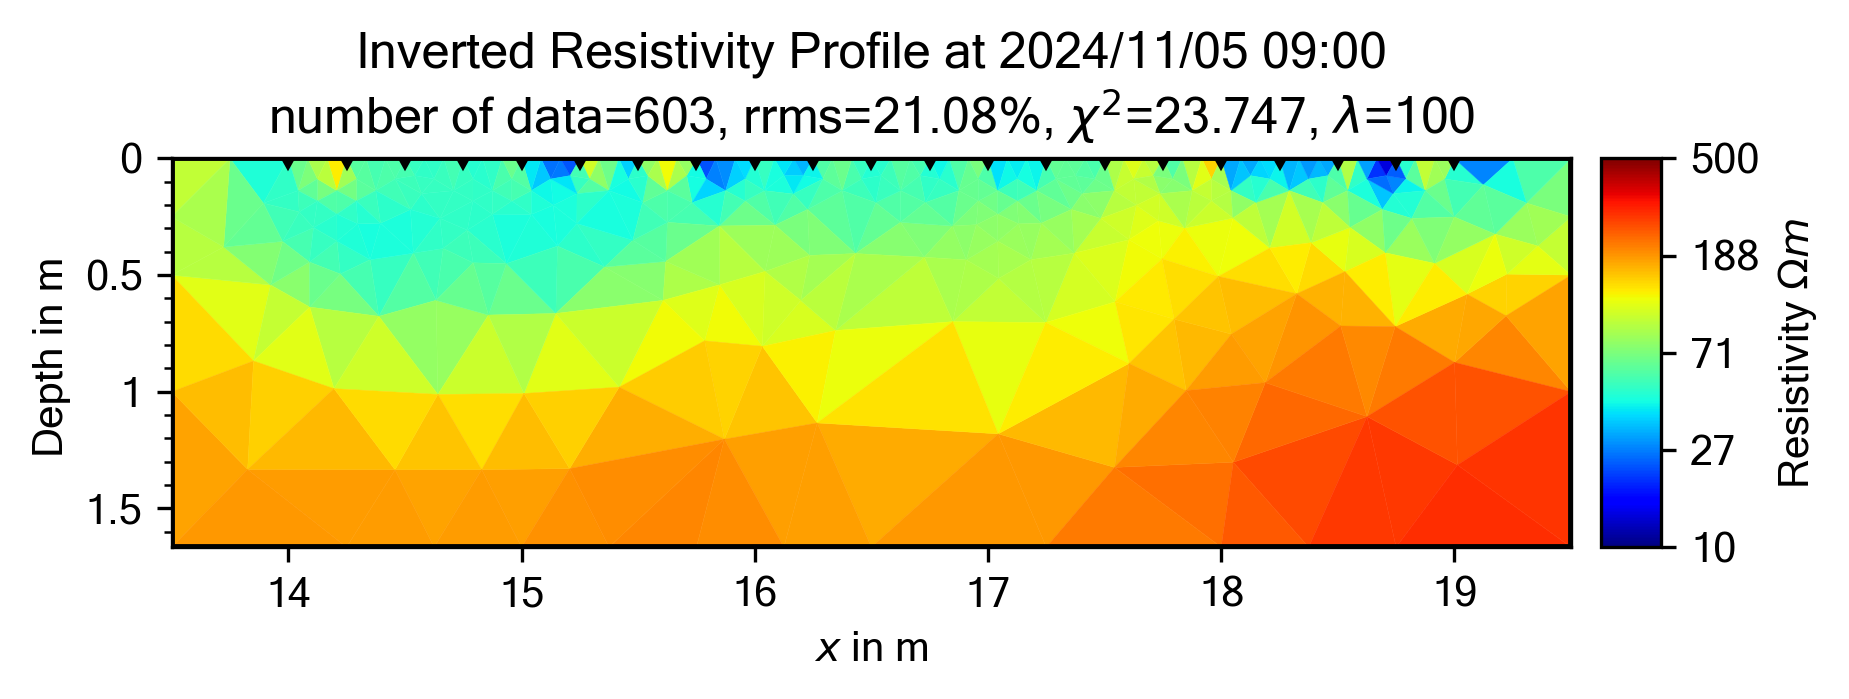 Inverted Resistivity Profile at 2024/11/05 09:00
number of data=603, rrms=21.08%, χ²=23.747, λ=100
0
0.5
1
1.5
Depth in m
14 15 16 17 18 19
x in m
500
188
71
27
10
Resistivity Ωm